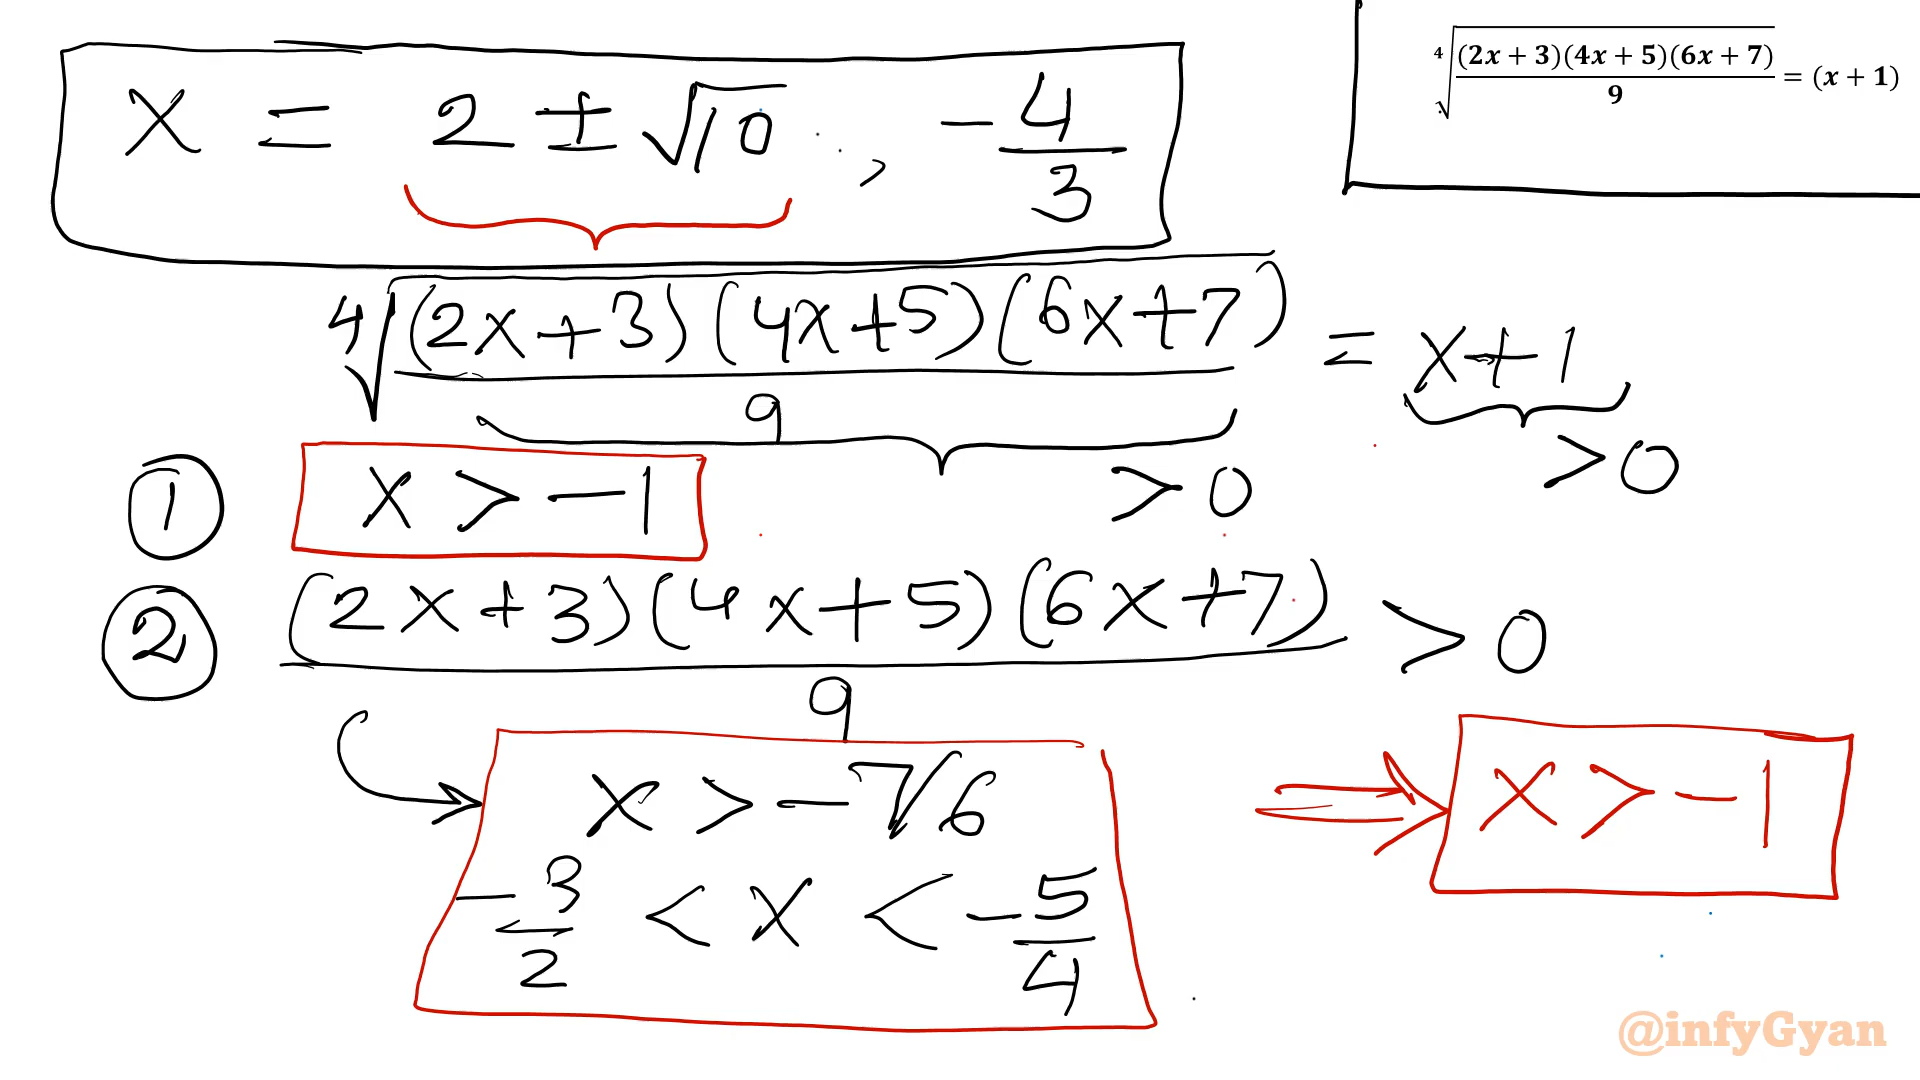 x = 2 ± √10 , -4/3
∜((2x + 3)(4x + 5)(6x + 7)/9) = (x + 1)
∜((2x+3)(4x+5)(6x+7)/9) = x+1
> 0
① x > -1 > 0
② (2x+3)(4x+5)(6x+7)/9 > 0
x > -7/6
⇒ x > -1
-3/2 < x < -5/4
@infyGyan